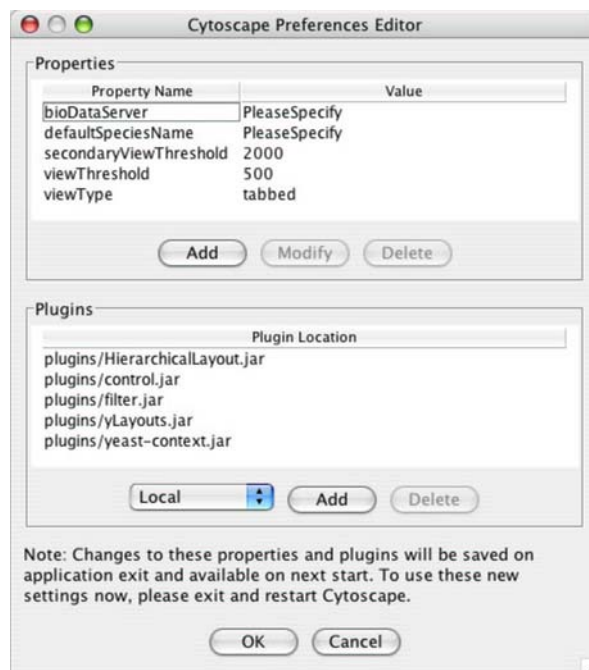 Cytoscape Preferences Editor
Properties
Property Name Value
bioDataServer PleaseSpecify
defaultSpeciesName PleaseSpecify
secondaryViewThreshold 2000
viewThreshold 500
viewType tabbed
Add Modify Delete
Plugins
Plugin Location
plugins/HierarchicalLayout.jar
plugins/control.jar
plugins/filter.jar
plugins/yLayouts.jar
plugins/yeast-context.jar
Local Add Delete
Note: Changes to these properties and plugins will be saved on
application exit and available on next start. To use these new
settings now, please exit and restart Cytoscape.
OK Cancel